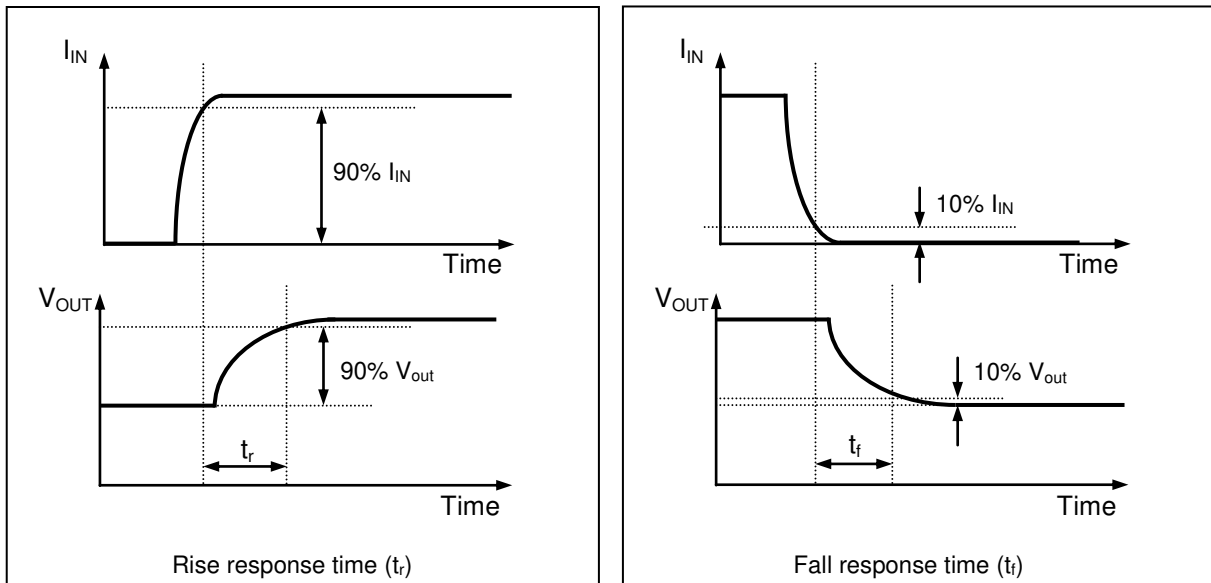 I_IN
90% I_IN
Time
V_OUT
90% V_out
t_r
Time
Rise response time (t_r)
I_IN
10% I_IN
Time
V_OUT
10% V_out
t_f
Time
Fall response time (t_f)